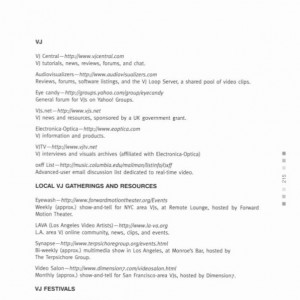 VJ
VJ Central—http://www.vjcentral.com
VJ tutorials, news, reviews, forums, and chat.
Audiovisualizers—http://www.audiovisualizers.com
Reviews, forums, software listings, and the VJ Loop Server, a shared pool of video clips.
Eye candy—http://groups.yahoo.com/group/eyecandy
General forum for VJs on Yahoo! Groups.
VJs.net—http://www.vjs.net
VJ news and resources, sponsored by a UK government grant.
Electronica-Optica—http://www.eoptica.com
VJ information and products.
VJTV—http://www.vjtv.net
VJ interviews and visuals archives (affiliated with Electronica-Optica)
 List—http://music.columbia.edu/mailman/listinfo/
Advanced-user email discussion list dedicated to real-time video.
LOCAL VJ GATHERINGS AND RESOURCES
Eyewash—http://www.forwardmotiontheater.org/Events
Weekly (approx.) show-and-tell for NYC area VJs, at Remote Lounge, hosted by Forward
Motion Theater.
LAVA (Los Angeles Video Artists)—http://www.la-va.org
L.A. area VJ online community, news, clips, and events.
Synapse—http://www.terpsichoregroup.org/events.html
Bi-weekly (approx.) multimedia show in Los Angeles, at Monroe's Bar, hosted by
The Terpsichore Group.
Video Salon—http://www.dimension7.com/videosalon.html
Monthly (approx.) show-and-tell for San Francisco area VJs, hosted by Dimension7.
VJ FESTIVALS
215